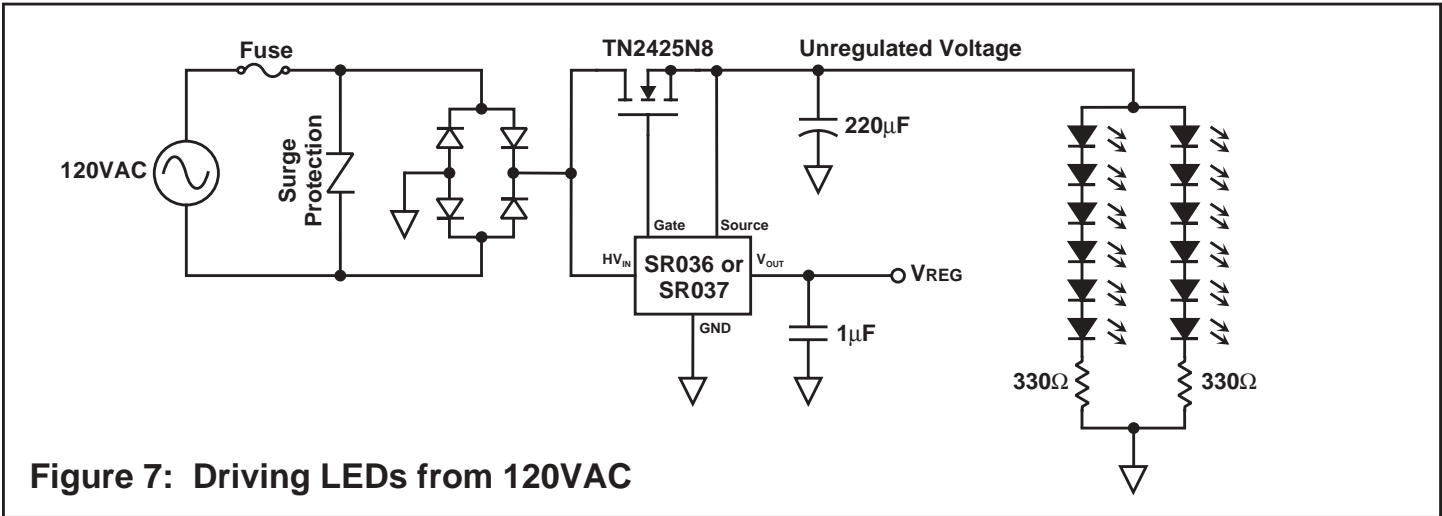 Fuse
TN2425N8
Unregulated Voltage
120VAC
Surge
Protection
220μF
Gate
Source
HVIN
SR036 or
SR037
VOUT
VREG
GND
1μF
330Ω
330Ω
Figure 7: Driving LEDs from 120VAC